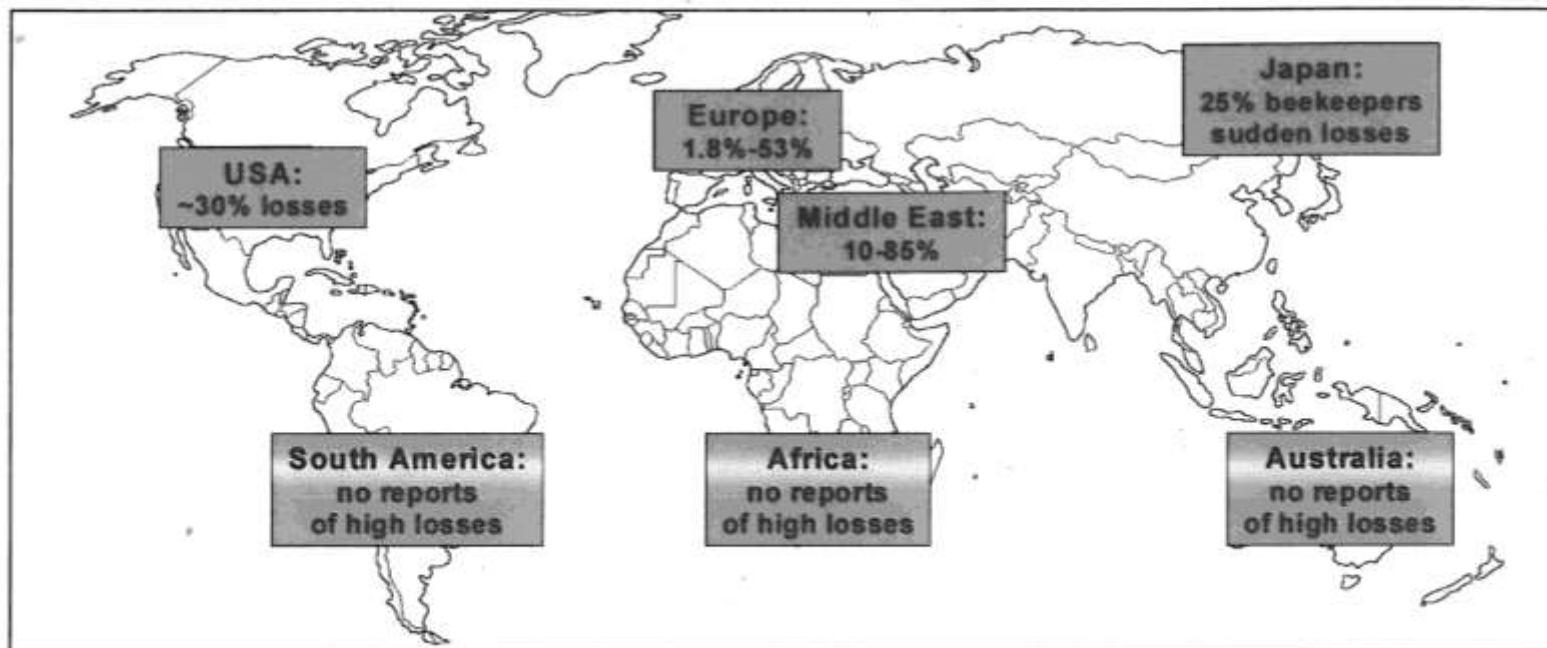 Japan:
25% beekeepers
sudden losses
Europe:
1.8%-53%
USA:
~30% losses
Middle East:
10-85%
South America:
no reports
of high losses
Africa:
no reports
of high losses
Australia:
no reports
of high losses